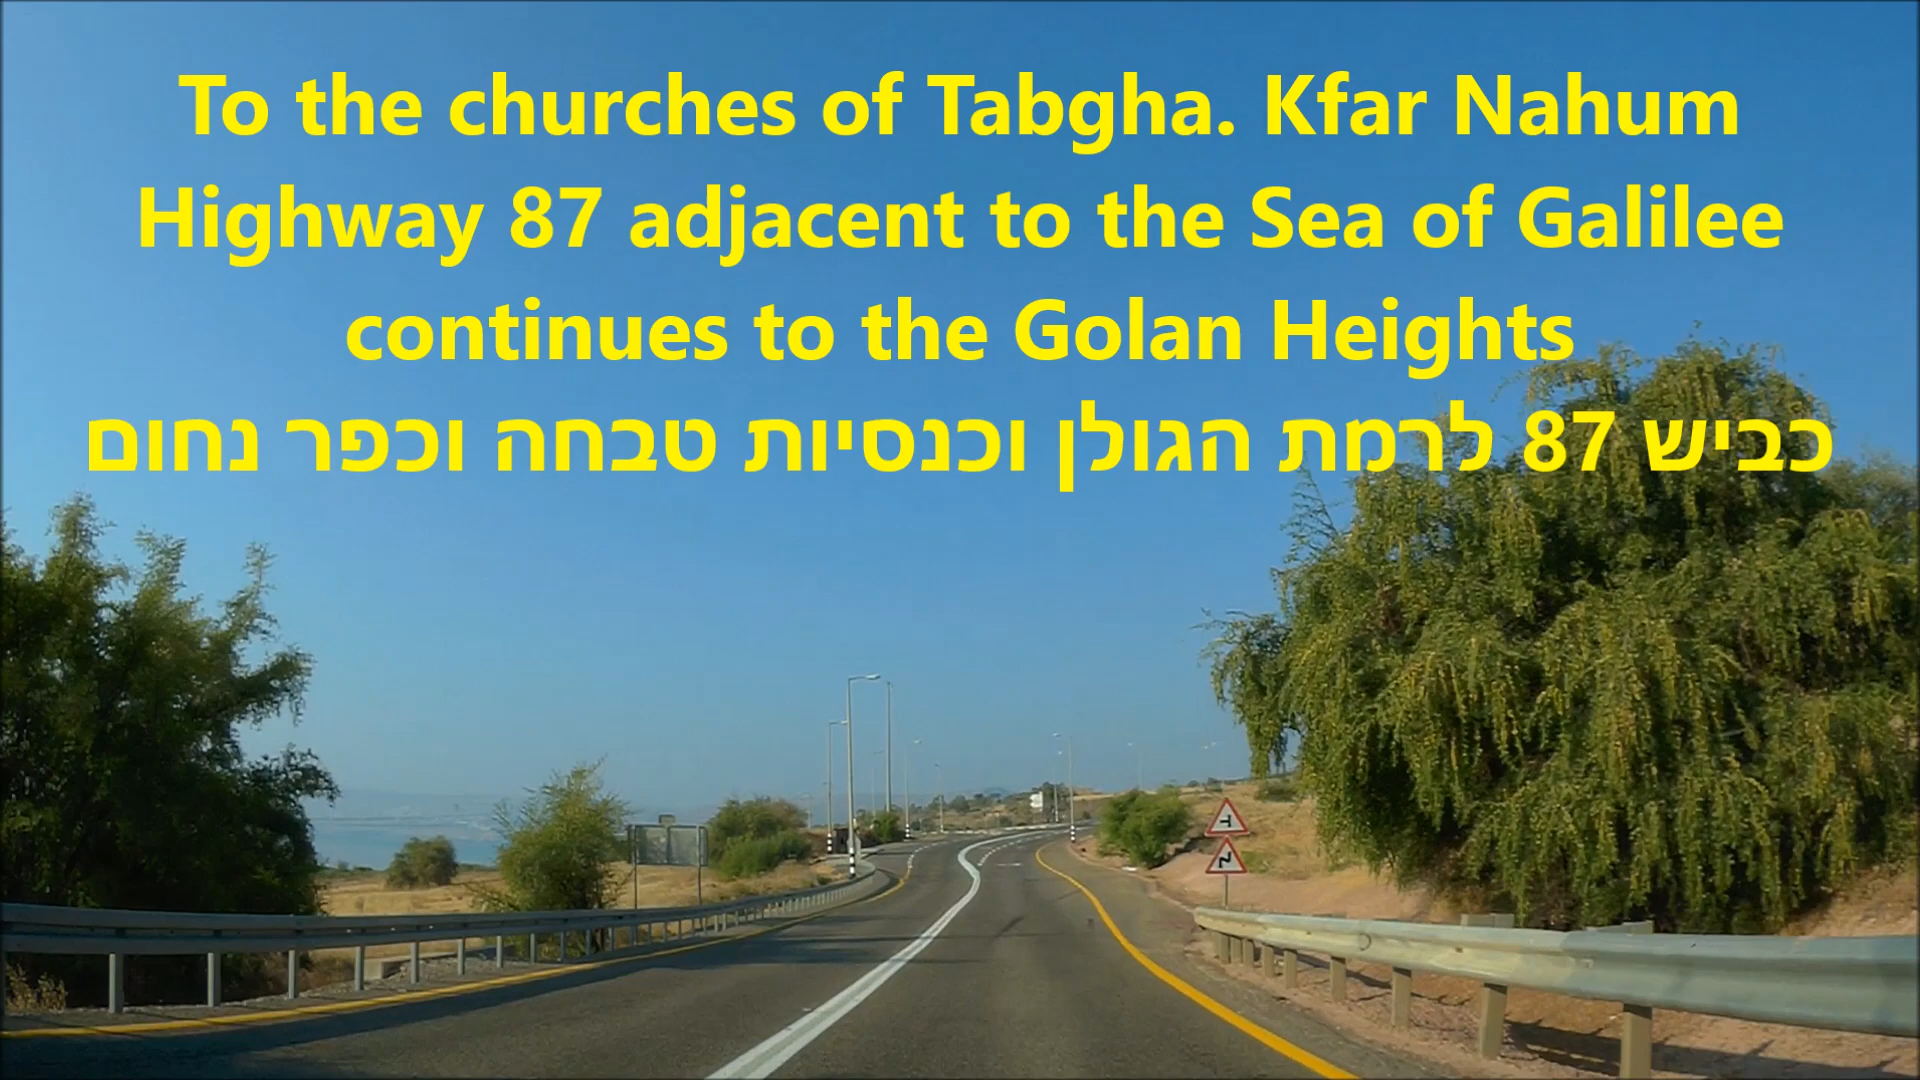 To the churches of Tabgha. Kfar Nahum
Highway 87 adjacent to the Sea of Galilee
continues to the Golan Heights
כביש 87 לרמת הגולן וכנסיות טבחה וכפר נחום